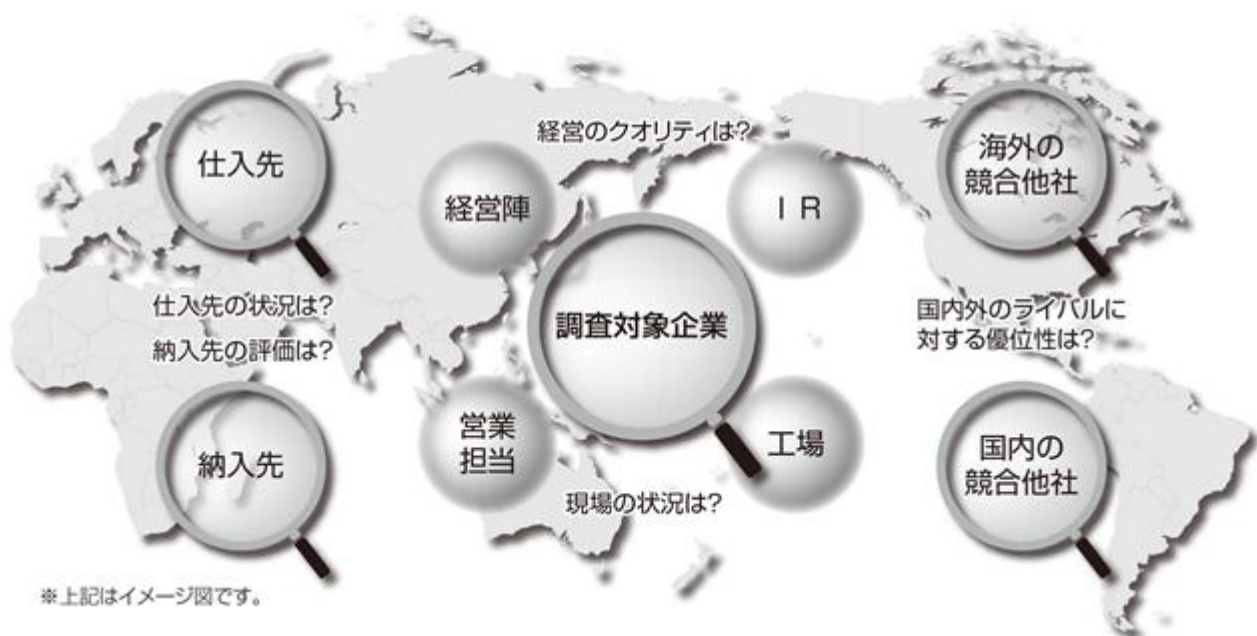 経営のクオリティは?
仕入先
経営陣
ＩＲ
海外の
競合他社
仕入先の状況は?
納入先の評価は?
調査対象企業
国内外のライバルに
対する優位性は?
納入先
営業
担当
工場
国内の
競合他社
現場の状況は?
※上記はイメージ図です。